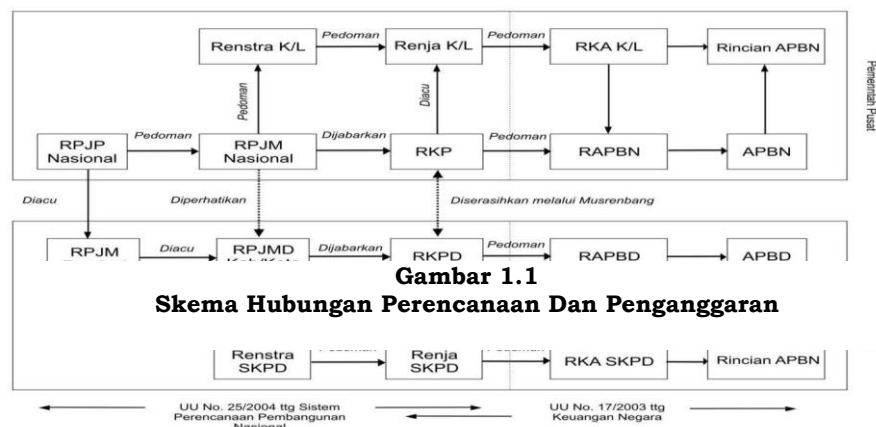 Renstra K/L
Pedoman
Renja K/L
Pedoman
RKA K/L
Rincian APBN
Pedoman
Diacu
Pemerintah Pusat
RPJP
Nasional
Pedoman
RPJM
Nasional
Dijabarkan
RKP
Pedoman
RAPBN
APBN
Diacu
Diperhatikan
Diserasihkan melalui Musrenbang
RPJM
Diacu
RPJMD
Dijabarkan
RKPD
Pedoman
RAPBD
APBD
Gambar 1.1
Skema Hubungan Perencanaan Dan Penganggaran
Renstra
SKPD
Renja
SKPD
RKA SKPD
Rincian APBN
UU No. 25/2004 ttg Sistem
Perencanaan Pembangunan
Nasional
UU No. 17/2003 ttg
Keuangan Negara